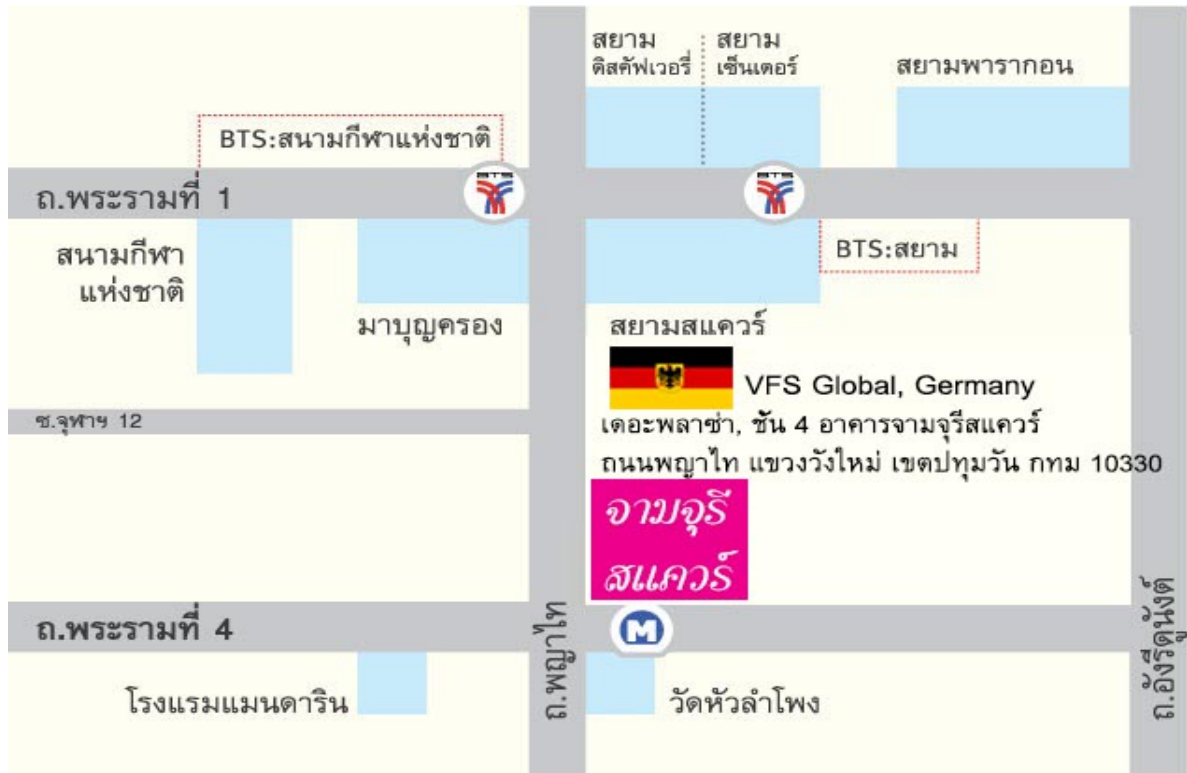 สยาม
ดิสคัฟเวอรี่
สยาม
เซ็นเตอร์
สยามพารากอน
BTS:สนามกีฬาแห่งชาติ
BTS
BTS
ถ.พระรามที่ 1
สนามกีฬา
แห่งชาติ
มาบุญครอง
BTS:สยาม
สยามสแควร์
VFS Global, Germany
ซ.จุฬาฯ 12
เดอะพลาซ่า, ชั้น 4 อาคารจามจุรีสแควร์
ถนนพญาไท แขวงวังใหม่ เขตปทุมวัน กทม 10330
จามจุรี
สแควร์
ถ.พระรามที่ 4
M
ถ.พญาไท
ถ.อังรีดูนังต์
โรงแรมแมนดาริน
วัดหัวลำโพง